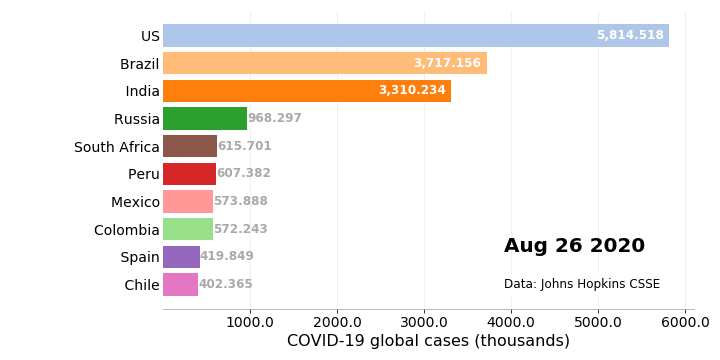 US 5,814.518
Brazil 3,717.156
India 3,310.234
Russia 968.297
South Africa 615.701
Peru 607.382
Mexico 573.888
Colombia 572.243
Spain 419.849
Chile 402.365
Aug 26 2020
Data: Johns Hopkins CSSE
1000.0 2000.0 3000.0 4000.0 5000.0 6000.0
COVID-19 global cases (thousands)